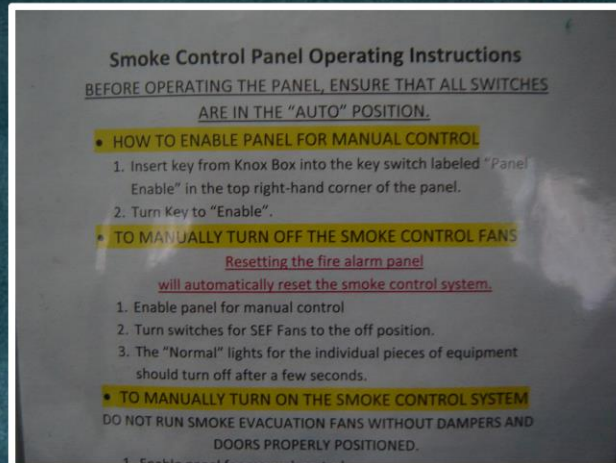 Smoke Control Panel Operating Instructions
BEFORE OPERATING THE PANEL, ENSURE THAT ALL SWITCHES
ARE IN THE "AUTO" POSITION.
• HOW TO ENABLE PANEL FOR MANUAL CONTROL
1. Insert key from Knox Box into the key switch labeled "Panel
Enable" in the top right-hand corner of the panel.
2. Turn Key to "Enable".
• TO MANUALLY TURN OFF THE SMOKE CONTROL FANS
Resetting the fire alarm panel
will automatically reset the smoke control system.
1. Enable panel for manual control
2. Turn switches for SEF Fans to the off position.
3. The "Normal" lights for the individual pieces of equipment
should turn off after a few seconds.
• TO MANUALLY TURN ON THE SMOKE CONTROL SYSTEM
DO NOT RUN SMOKE EVACUATION FANS WITHOUT DAMPERS AND
DOORS PROPERLY POSITIONED.